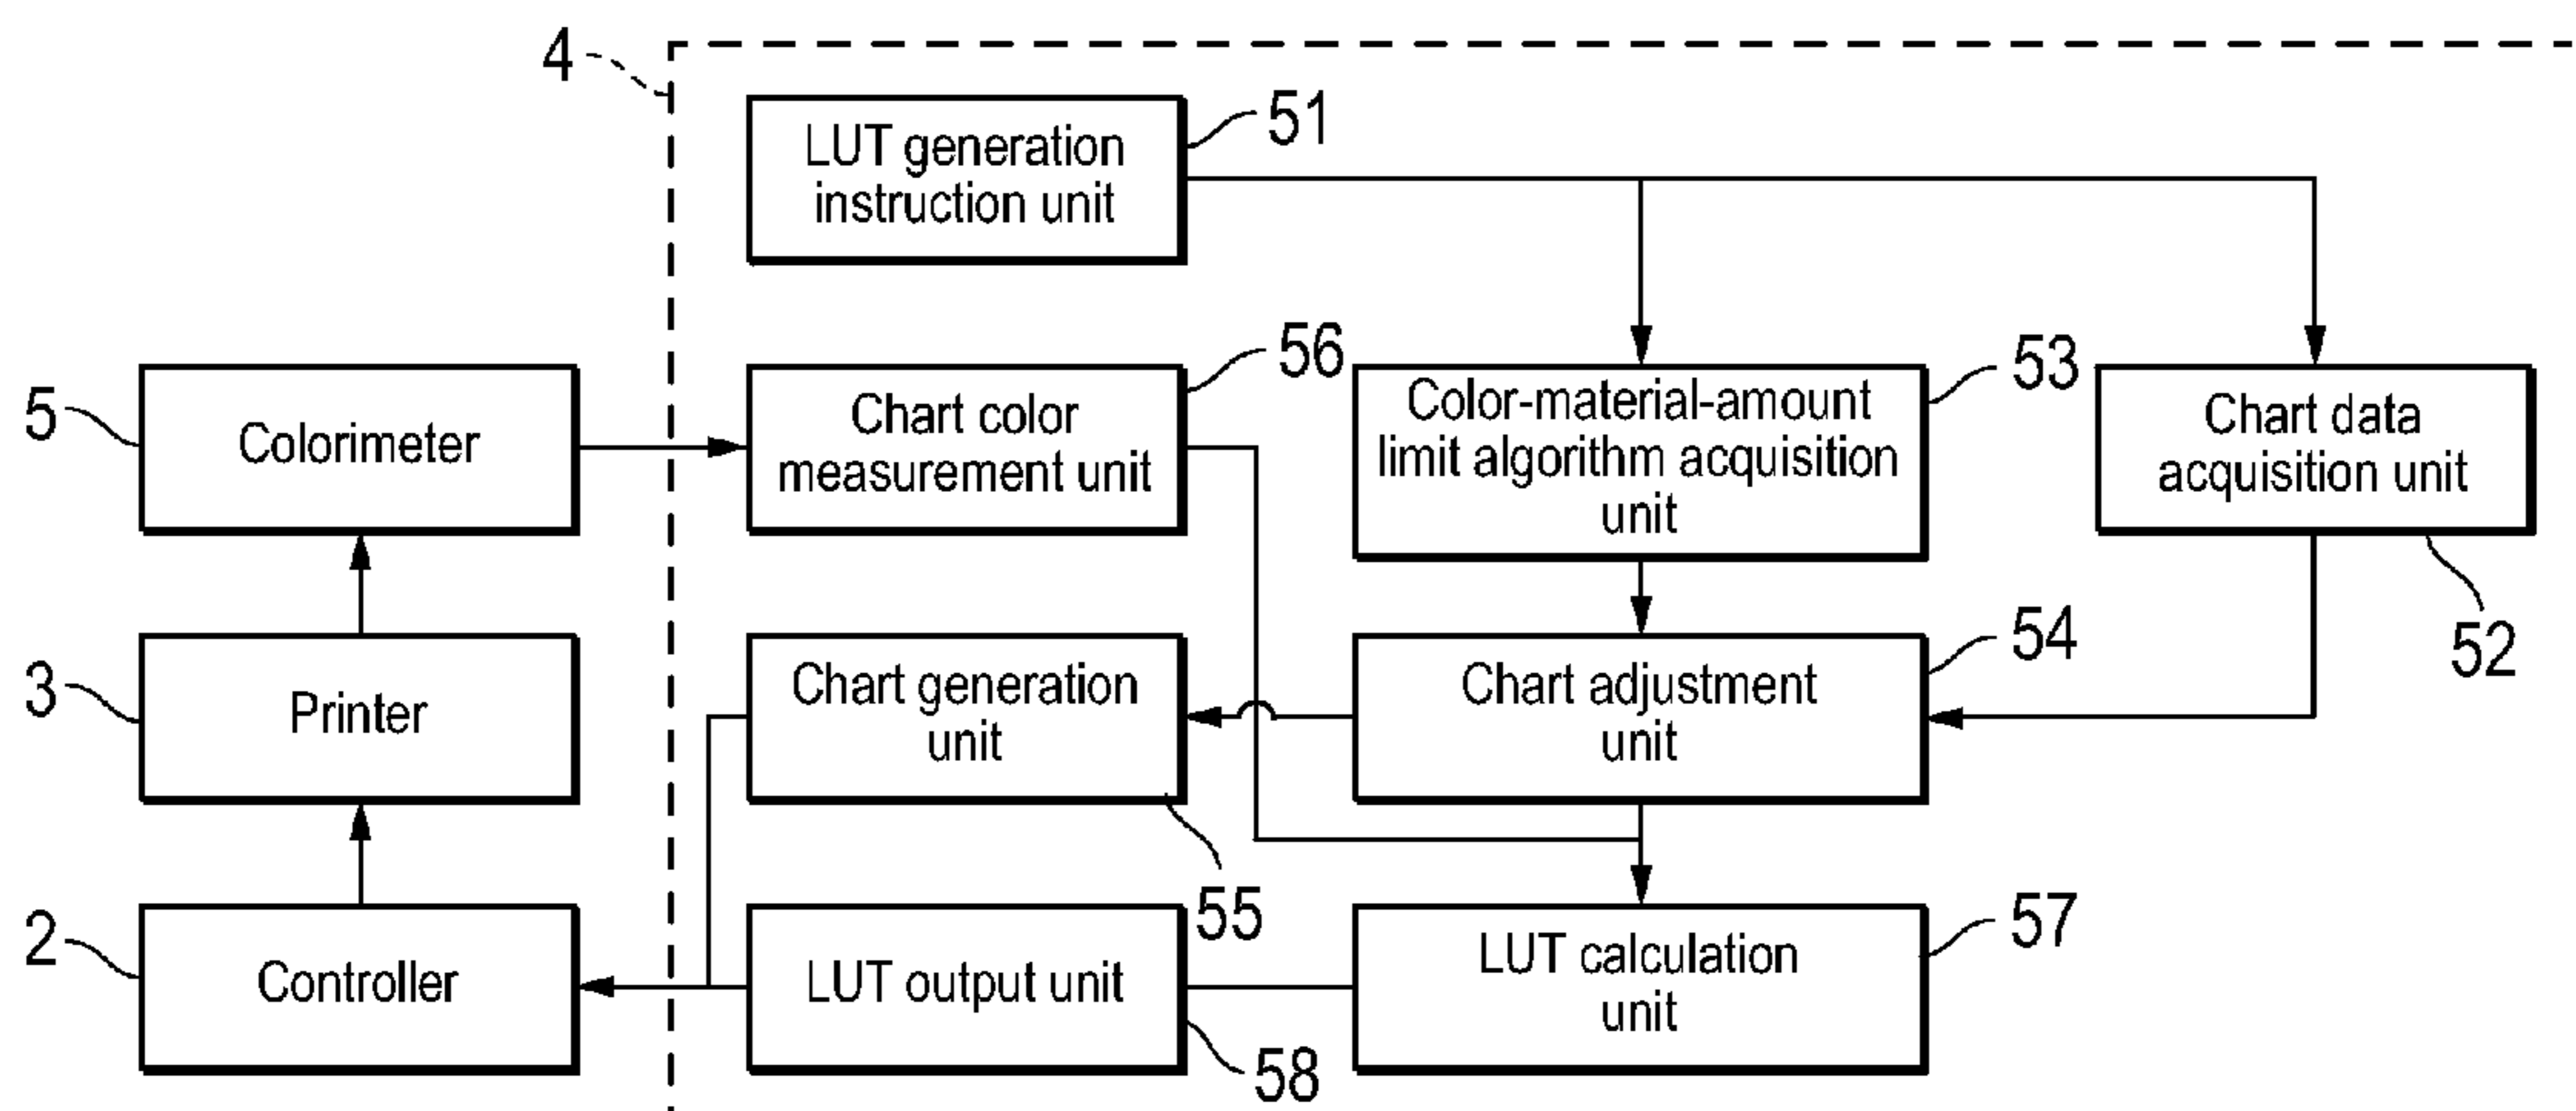 4
LUT generation
instruction unit
51
5
Colorimeter
Chart color
measurement unit
56
Color-material-amount
limit algorithm acquisition
unit
53
Chart data
acquisition unit
52
3
Printer
Chart generation
unit
55
Chart adjustment
unit
54
2
Controller
LUT output unit
58
LUT calculation
unit
57